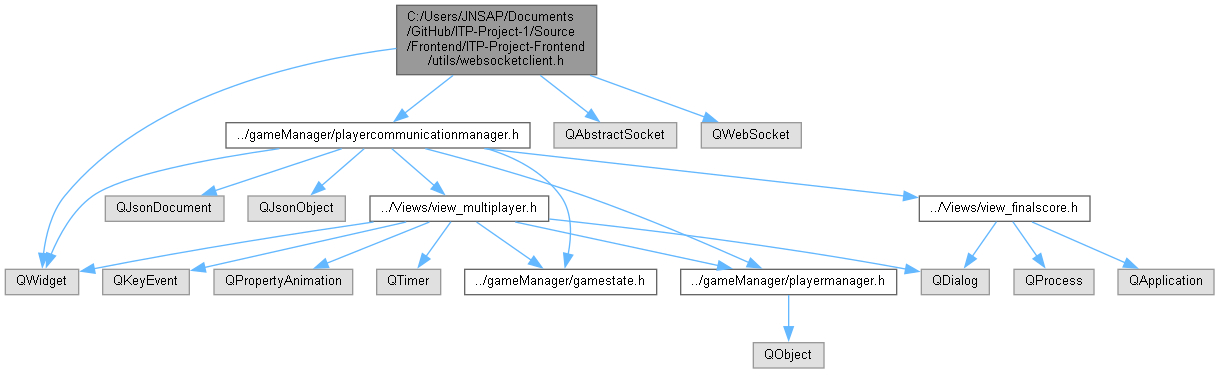 C:/Users/JNSAP/Documents
/GitHub/ITP-Project-1/Source
/Frontend/ITP-Project-Frontend
/utils/websocketclient.h
../gameManager/playercommunicationmanager.h
QAbstractSocket
QWebSocket
QJsonDocument
QJsonObject
../Views/view_multiplayer.h
../Views/view_finalscore.h
QWidget
QKeyEvent
QPropertyAnimation
QTimer
../gameManager/gamestate.h
../gameManager/playermanager.h
QDialog
QProcess
QApplication
QObject